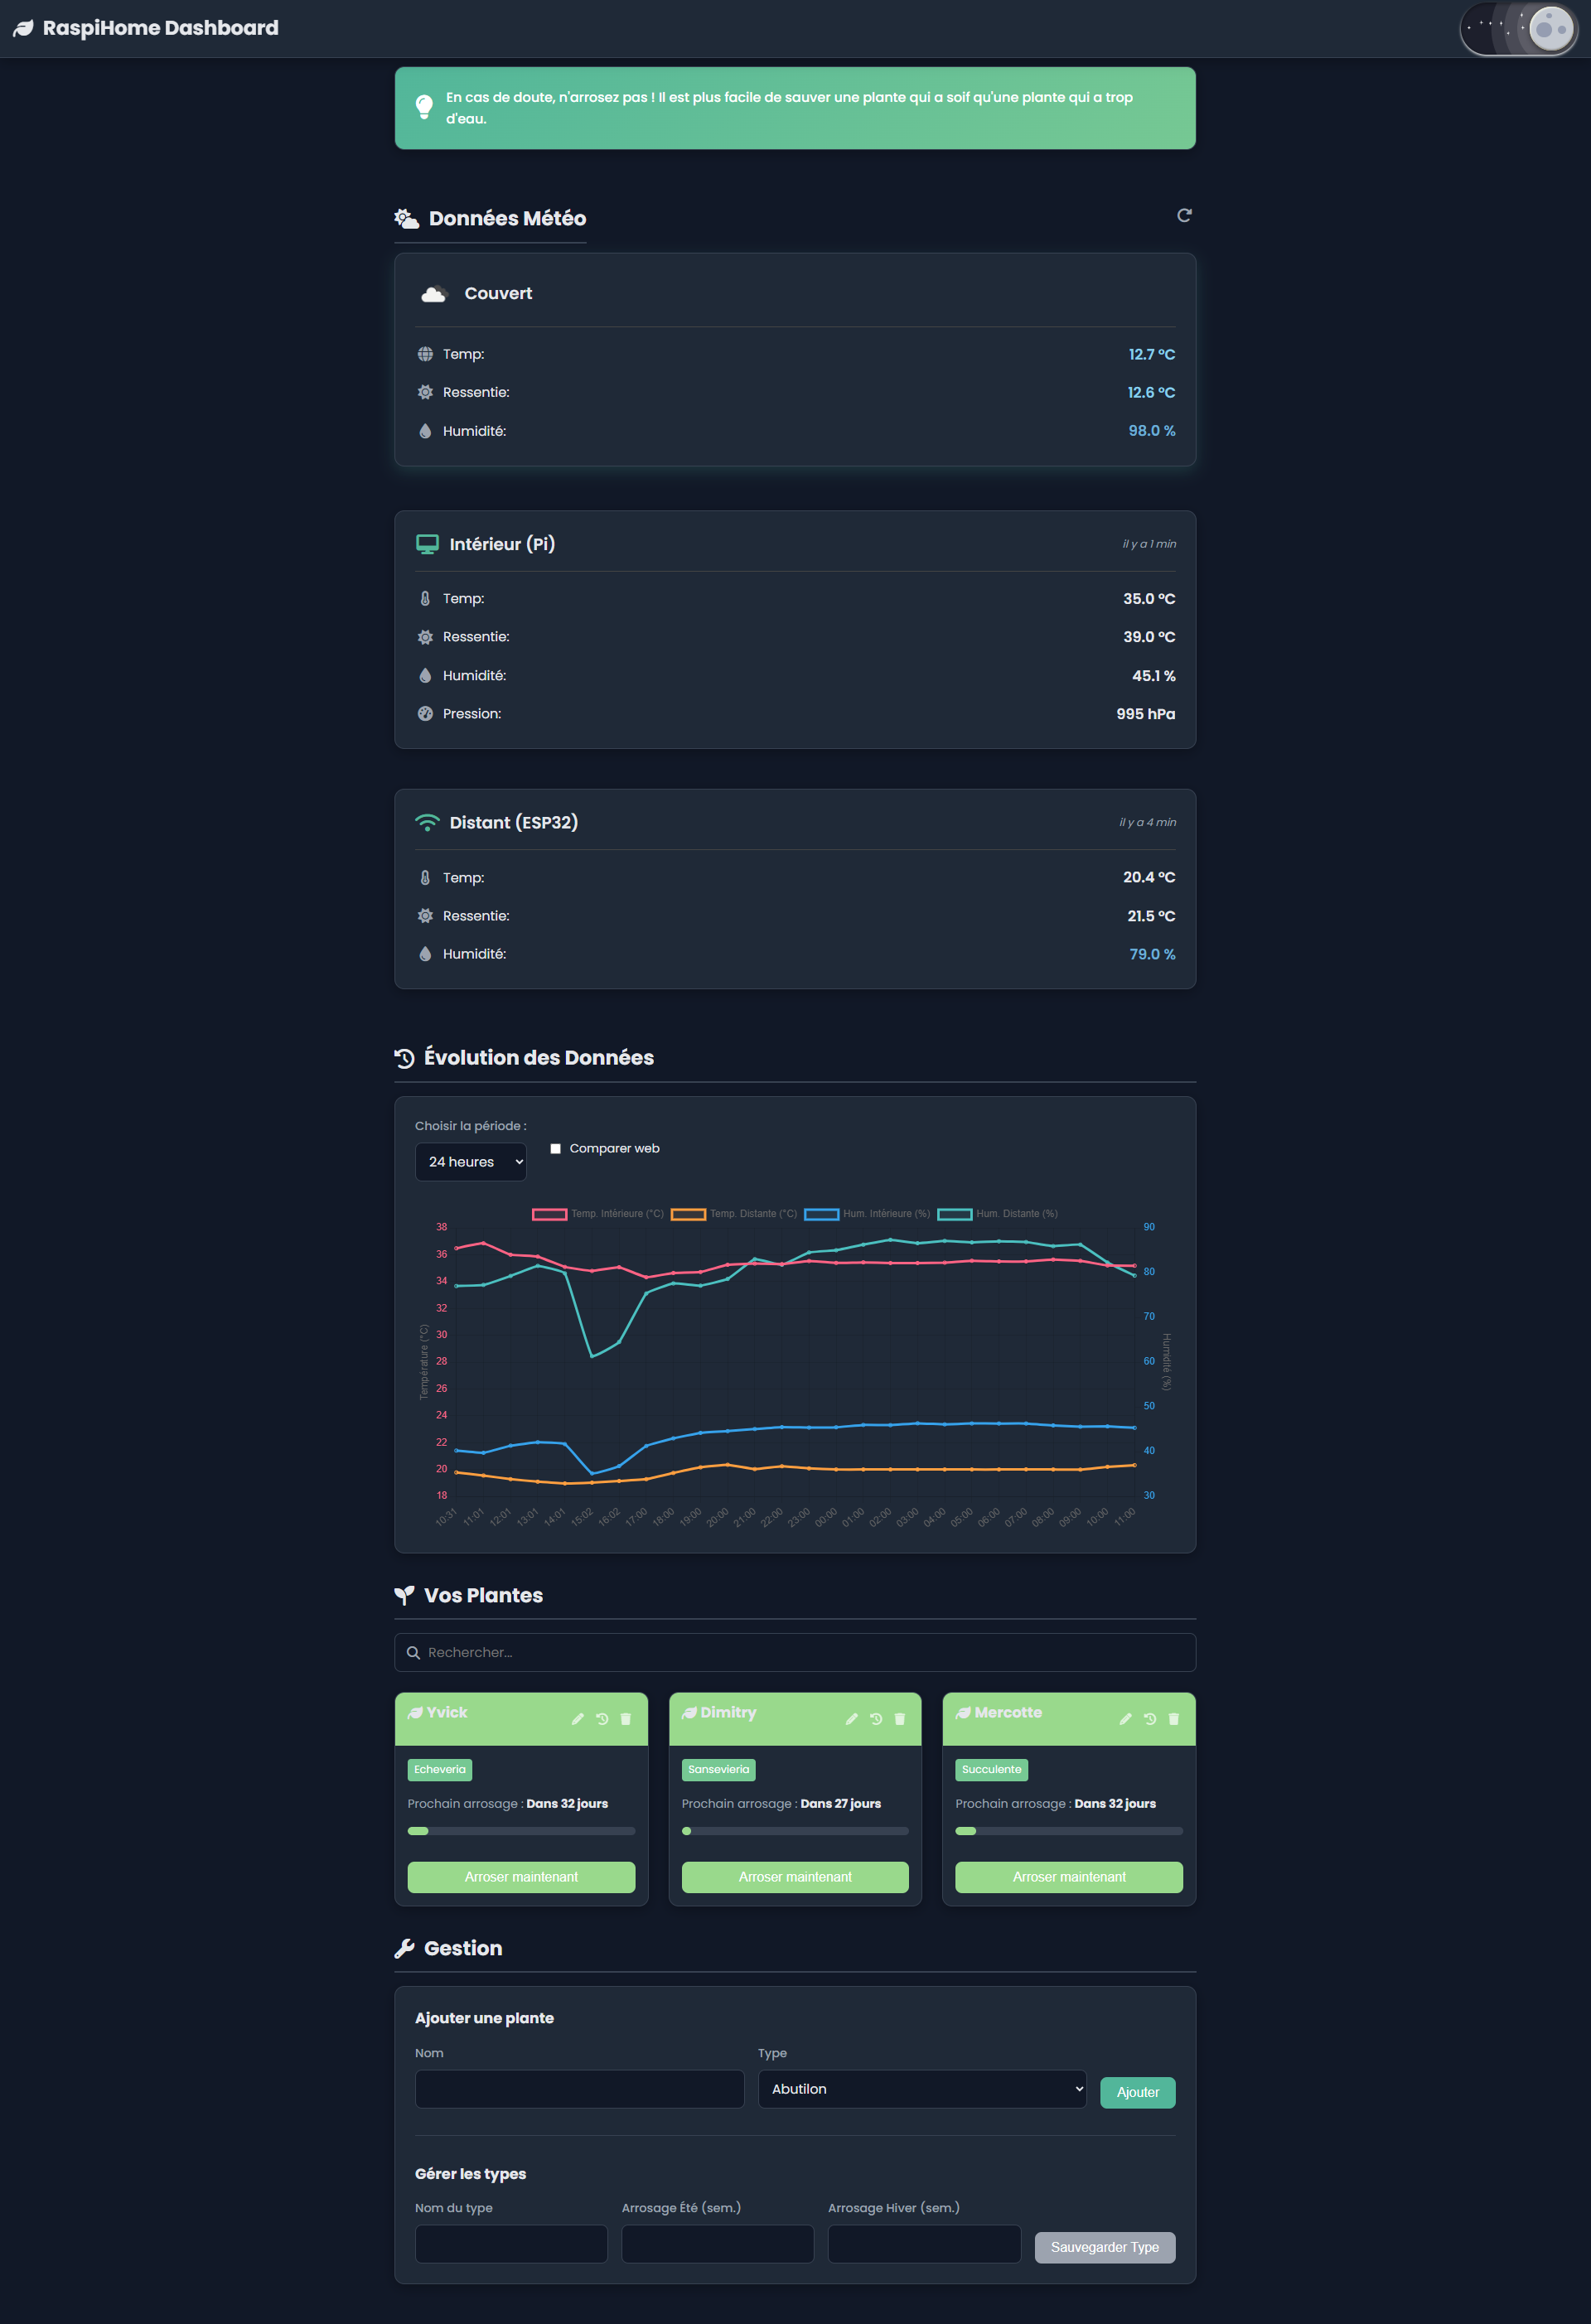 RaspiHome Dashboard
En cas de doute, n'arrosez pas ! Il est plus facile de sauver une plante qui a soif qu'une plante qui a trop
d'eau.
Données Météo
Couvert
Temp: 12.7 °C
Ressentie: 12.6 °C
Humidité: 98.0 %
Intérieur (Pi) il y a 1 min
Temp: 35.0 °C
Ressentie: 39.0 °C
Humidité: 45.1 %
Pression: 995 hPa
Distant (ESP32) il y a 4 min
Temp: 20.4 °C
Ressentie: 21.5 °C
Humidité: 79.0 %
Évolution des Données
Choisir la période :
24 heures Comparer web
Temp. Intérieure (°C) Temp. Distante (°C) Hum. Intérieure (%) Hum. Distante (%)
Température (°C)
38
36
34
32
30
28
26
24
22
20
18
90
80
70
60
50
40
30
Humidité (%)
10:31 11:01 12:01 13:01 14:01 15:02 16:02 17:00 18:00 19:00 20:00 21:00 22:00 23:00 00:00 01:00 02:00 03:00 04:00 05:00 06:00 07:00 08:00 09:00 10:00 11:00
Vos Plantes
Rechercher...
Yvick
Echeveria
Prochain arrosage : Dans 32 jours
Arroser maintenant
Dimitry
Sansevieria
Prochain arrosage : Dans 27 jours
Arroser maintenant
Mercotte
Succulente
Prochain arrosage : Dans 32 jours
Arroser maintenant
Gestion
Ajouter une plante
Nom Type
Abutilon Ajouter
Gérer les types
Nom du type Arrosage Été (sem.) Arrosage Hiver (sem.)
Sauvegarder Type